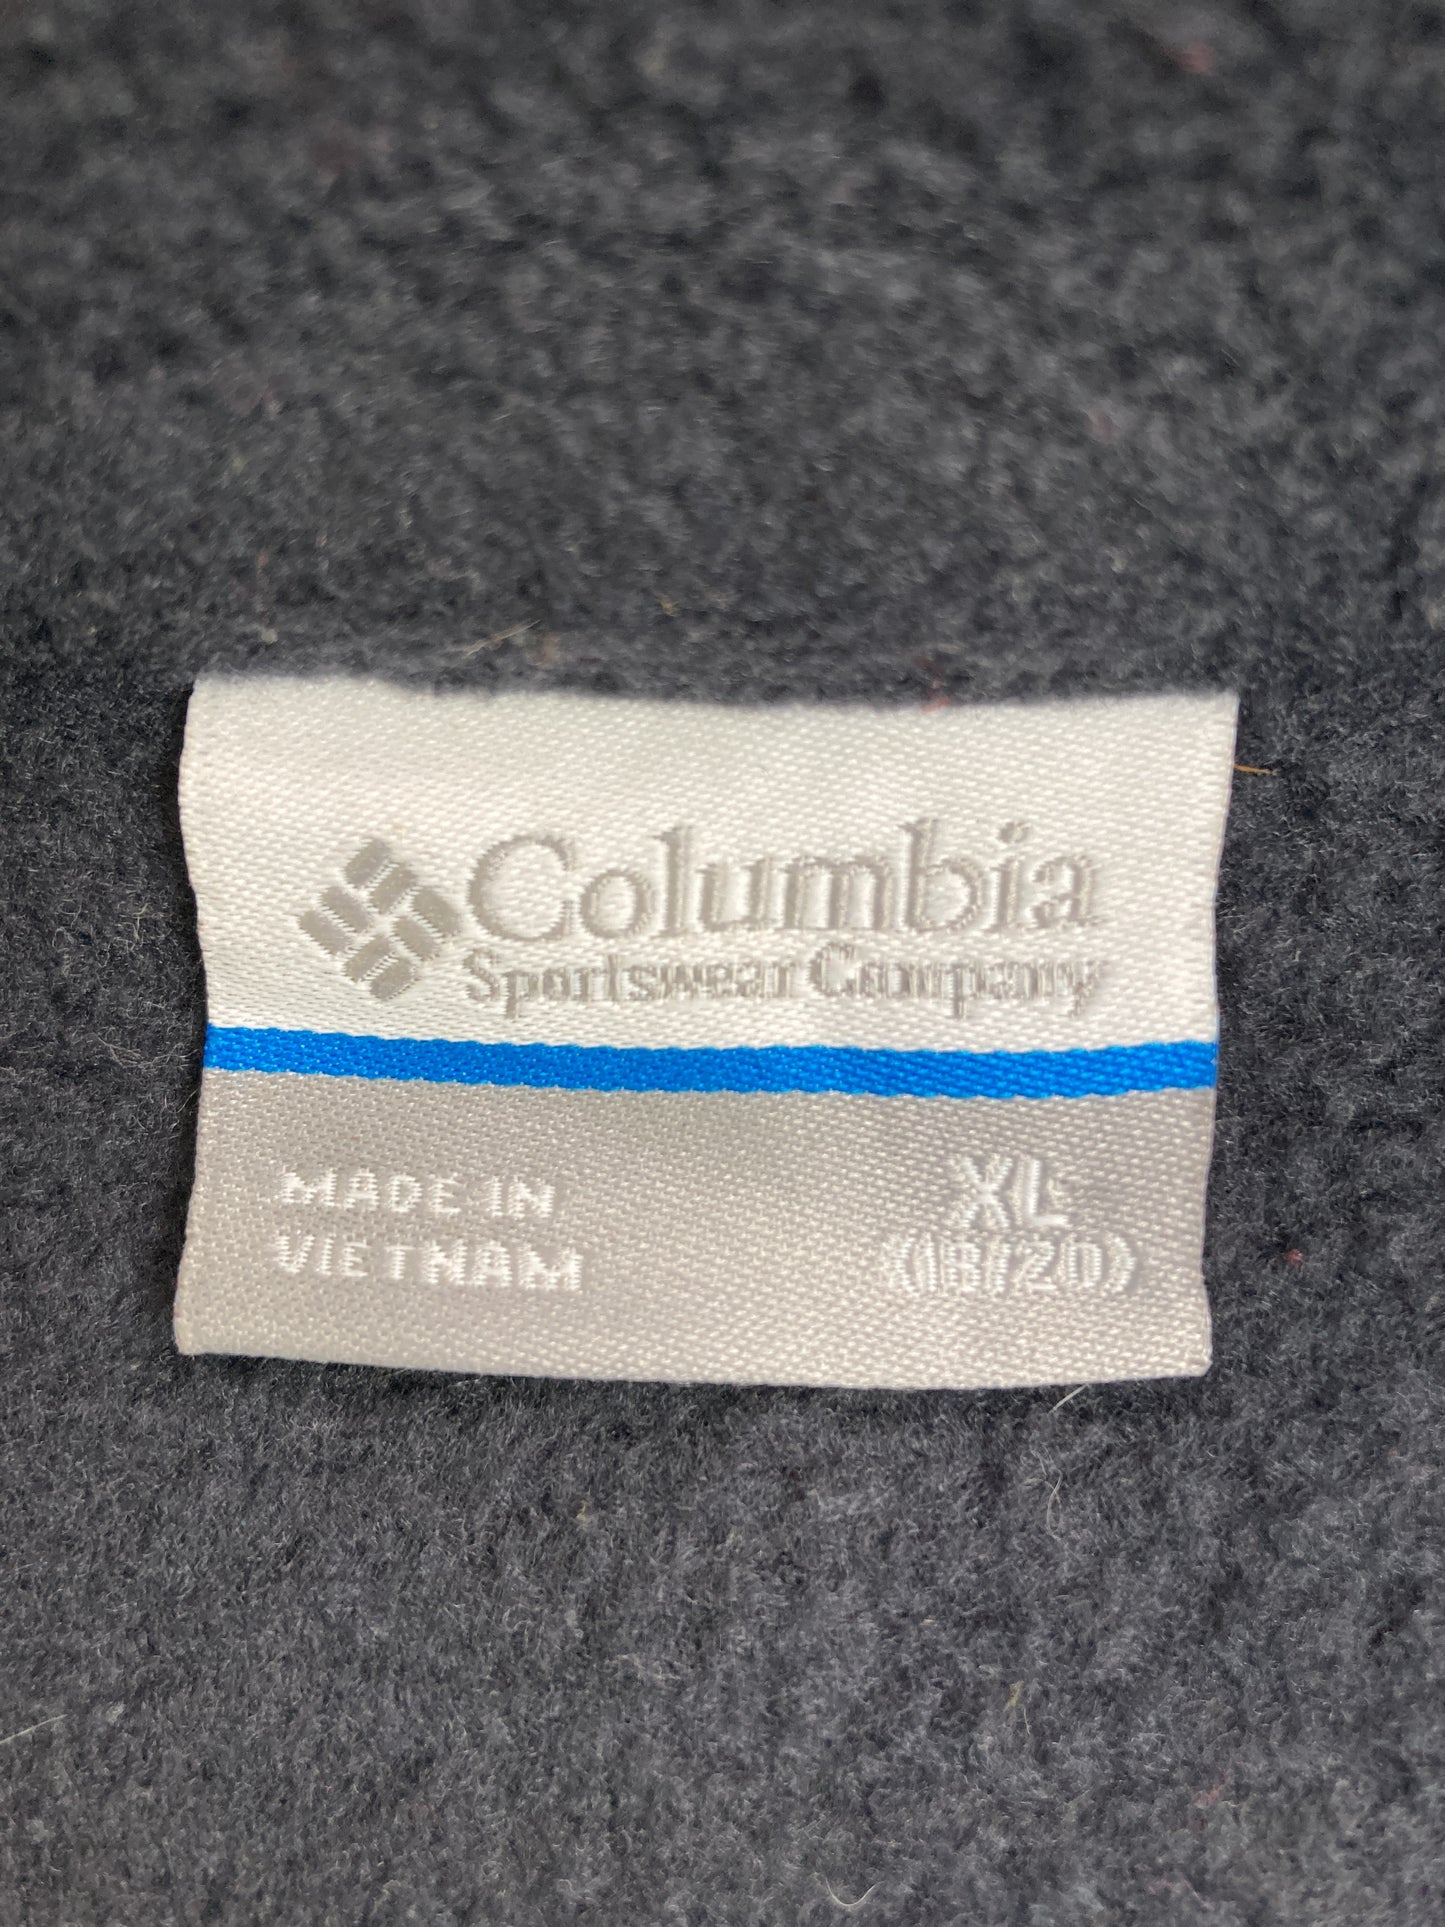 Columbia
Sportswear Company
MADE IN
VIETNAM
XL
(18/20)